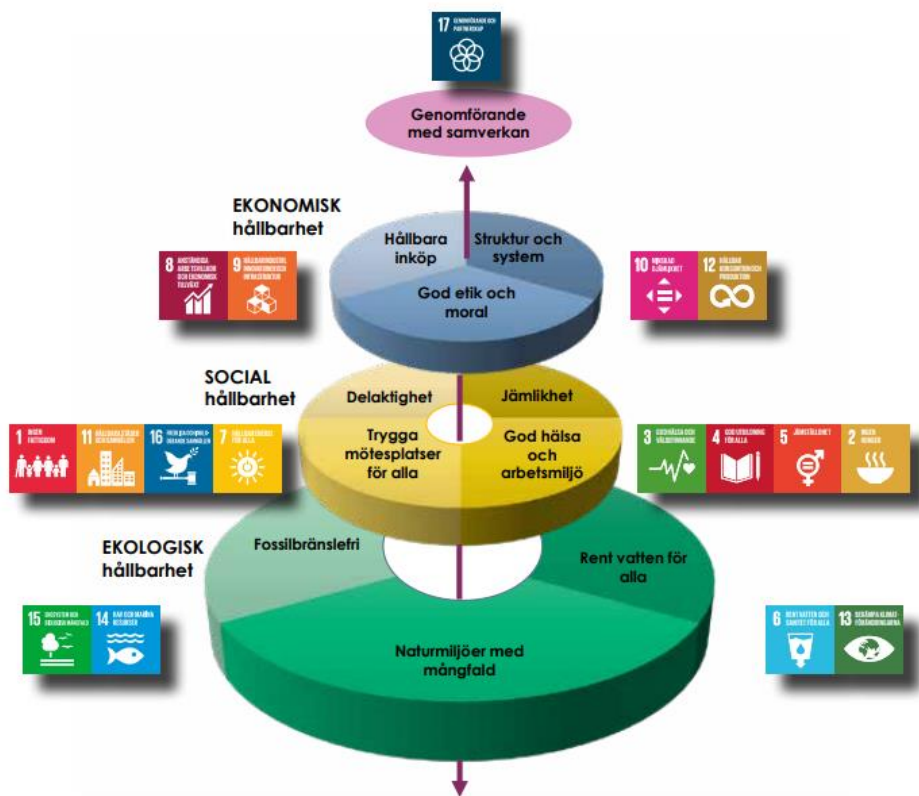 17 GENOMFÖRANDE OCH
PARTNERSKAP
Genomförande
med samverkan
EKONOMISK
hållbarhet
Hållbara
inköp
Struktur och
system
God etik och
moral
8 ANSTÄNDIGA
ARBETSVILLKOR
OCH EKONOMISK
TILLVÄXT
9 HÅLLBAR INDUSTRI,
INNOVATIONER OCH
INFRASTRUKTUR
10 MINSKAD
OJÄMLIKHET
12 HÅLLBAR
KONSUMTION OCH
PRODUKTION
SOCIAL
hållbarhet
Delaktighet
Jämlikhet
Trygga
mötesplatser
för alla
God hälsa
och
arbetsmiljö
1 INGEN
FATTIGDOM
11 HÅLLBARA STÄDER
OCH SAMHÄLLEN
16
7 HÅLLBAR ENERGI
FÖR ALLA
3 GOD HÄLSA OCH
VÄLBEFINNANDE
4 GOD UTBILDNING
FÖR ALLA
5 JÄMSTÄLLDHET
2 INGEN
HUNGER
EKOLOGISK
hållbarhet
Fossilbränslefri
Rent vatten för
alla
Naturmiljöer med
mångfald
15 EKOSYSTEM OCH
BIOLOGISK MÅNGFALD
14 HAV OCH MARINA
RESURSER
6 RENT VATTEN OCH
SANITET FÖR ALLA
13 BEKÄMPA KLIMAT-
FÖRÄNDRINGARNA